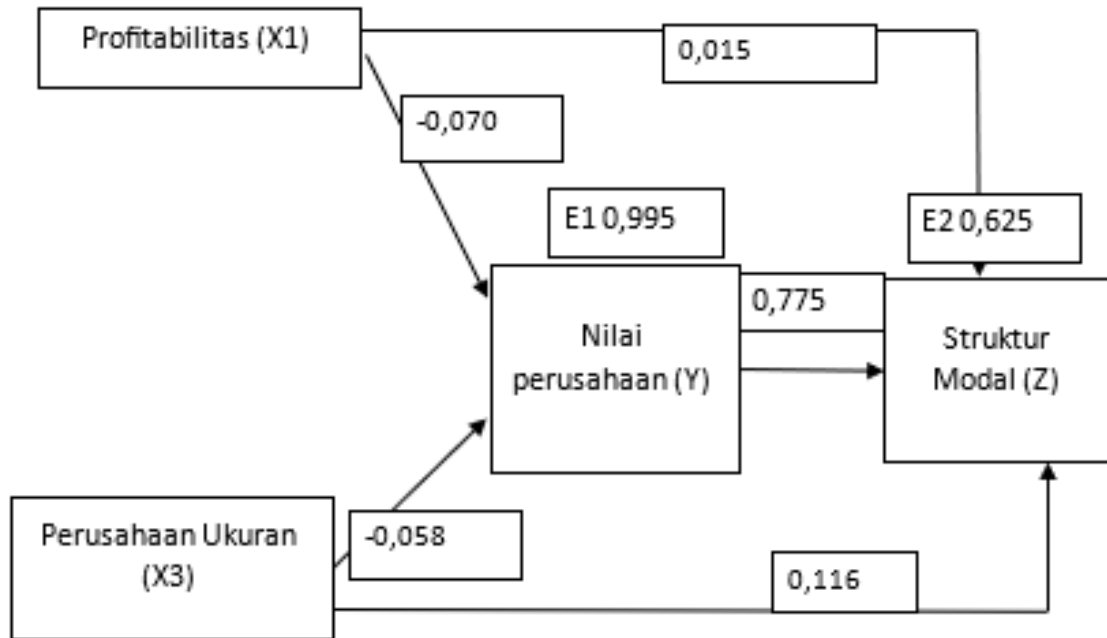 Profitabilitas (X1)
0,015
-0,070
E1 0,995
E2 0,625
0,775
Nilai
perusahaan (Y)
Struktur
Modal (Z)
Perusahaan Ukuran
(X3)
-0,058
0,116